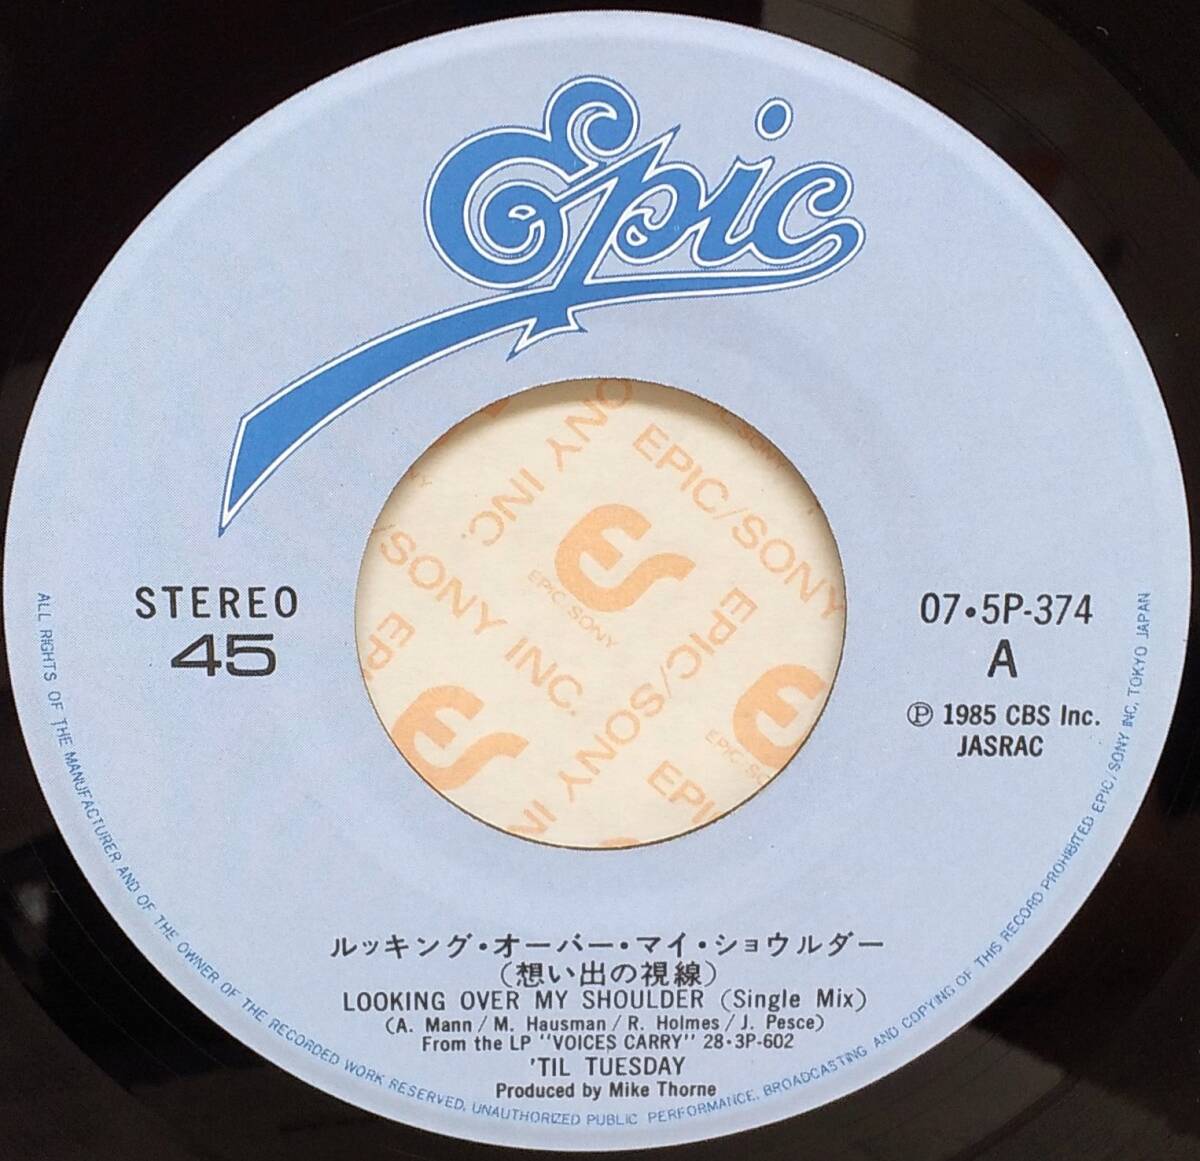 Epic
STEREO
45
07・5P-374
A
Ⓟ 1985 CBS Inc.
JASRAC
EPIC/SONY INC.
EPIC/SONY
/SONY INC.
EPIC/SONY
EPIC/SONY
EPI
ルッキング・オーバー・マイ・ショウルダー
(想い出の視線)
LOOKING OVER MY SHOULDER (Single Mix)
(A. Mann/M. Hausman/R. Holmes/J. Pesce)
From the LP "VOICES CARRY" 28・3P-602
'TIL TUESDAY
Produced by Mike Thorne
ALL RIGHTS OF THE MANUFACTURER AND OF THE OWNER OF THE RECORDED WORK RESERVED, UNAUTHORIZED PUBLIC PERFORMANCE, BROADCASTING AND COPYING OF THIS RECORD PROHIBITED EPIC/SONY INC, TOKYO JAPAN